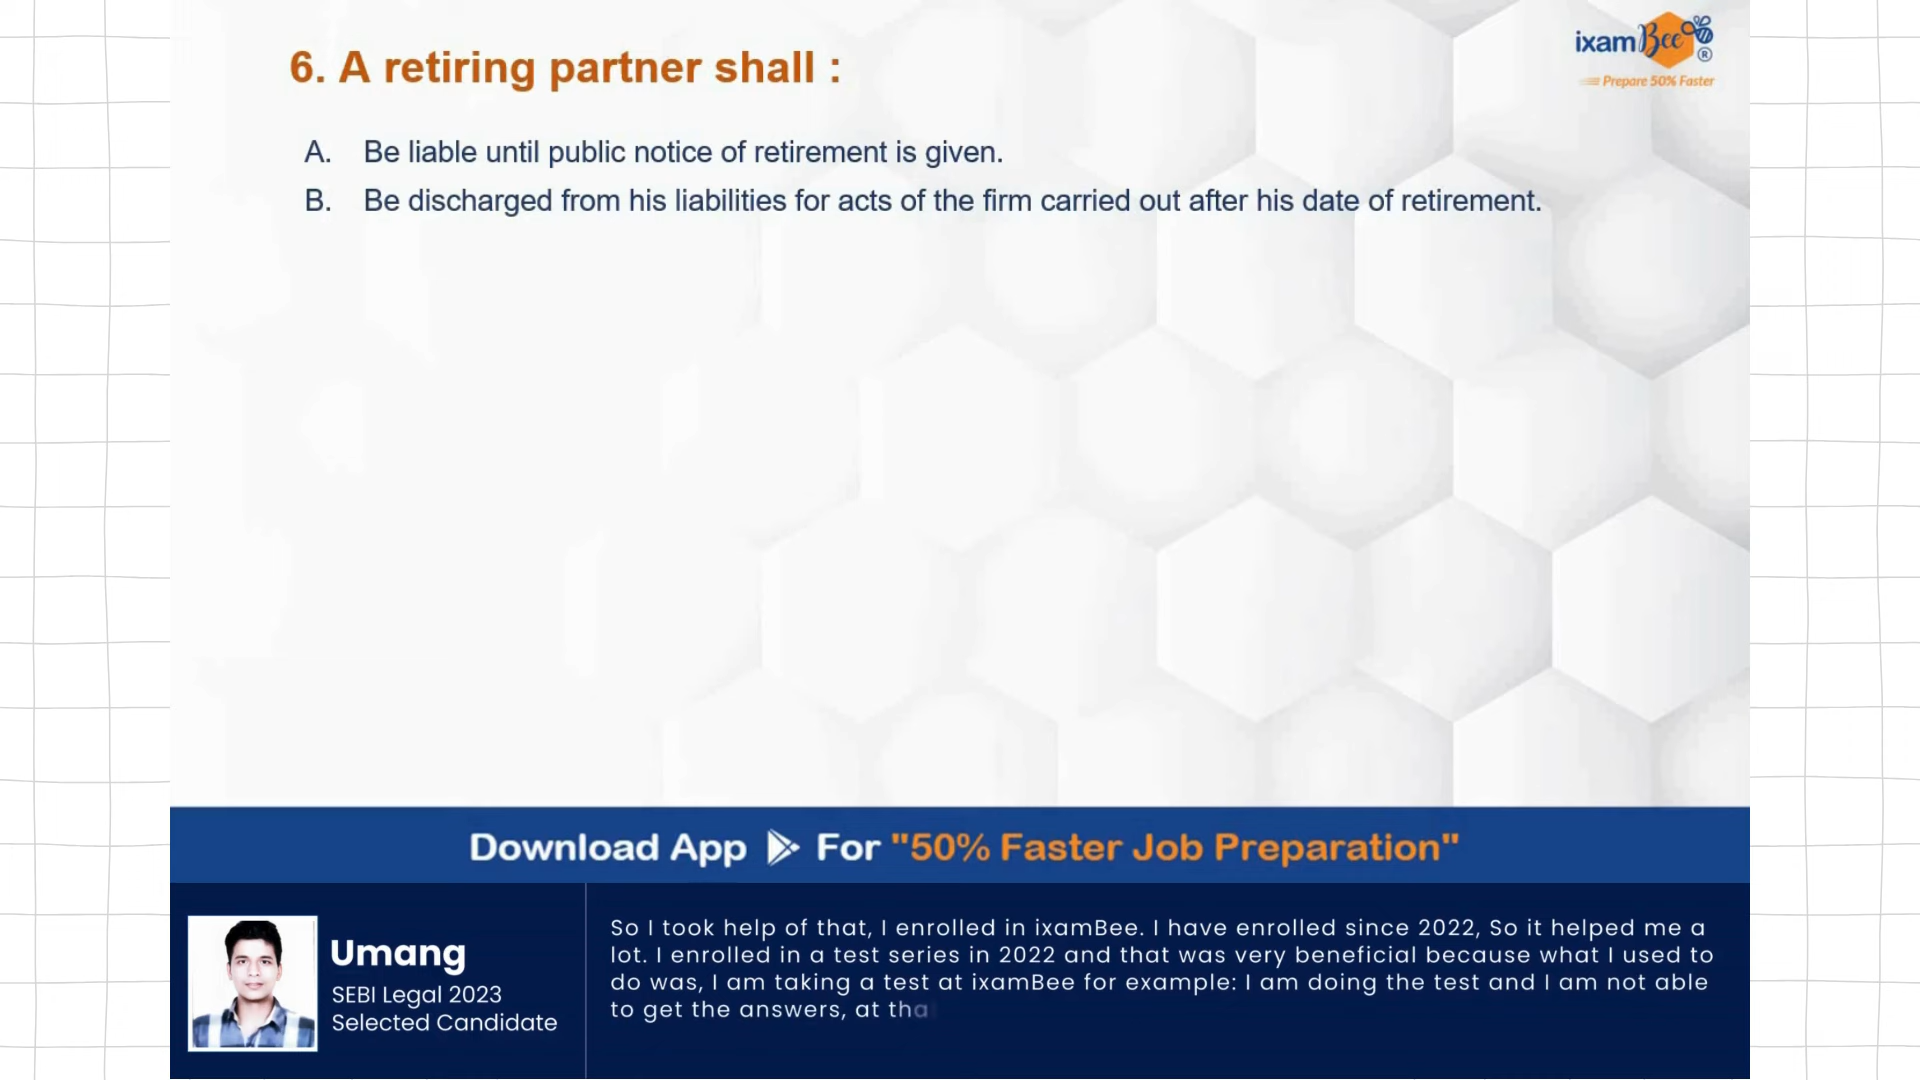 6. A retiring partner shall :
ixamBee®
Prepare 50% Faster
A. Be liable until public notice of retirement is given.
B. Be discharged from his liabilities for acts of the firm carried out after his date of retirement.
Download App For "50% Faster Job Preparation"
Umang
SEBI Legal 2023
Selected Candidate
So I took help of that, I enrolled in ixamBee. I have enrolled since 2022, So it helped me a
lot. I enrolled in a test series in 2022 and that was very beneficial because what I used to
do was, I am taking a test at ixamBee for example: I am doing the test and I am not able
to get the answers, at tha